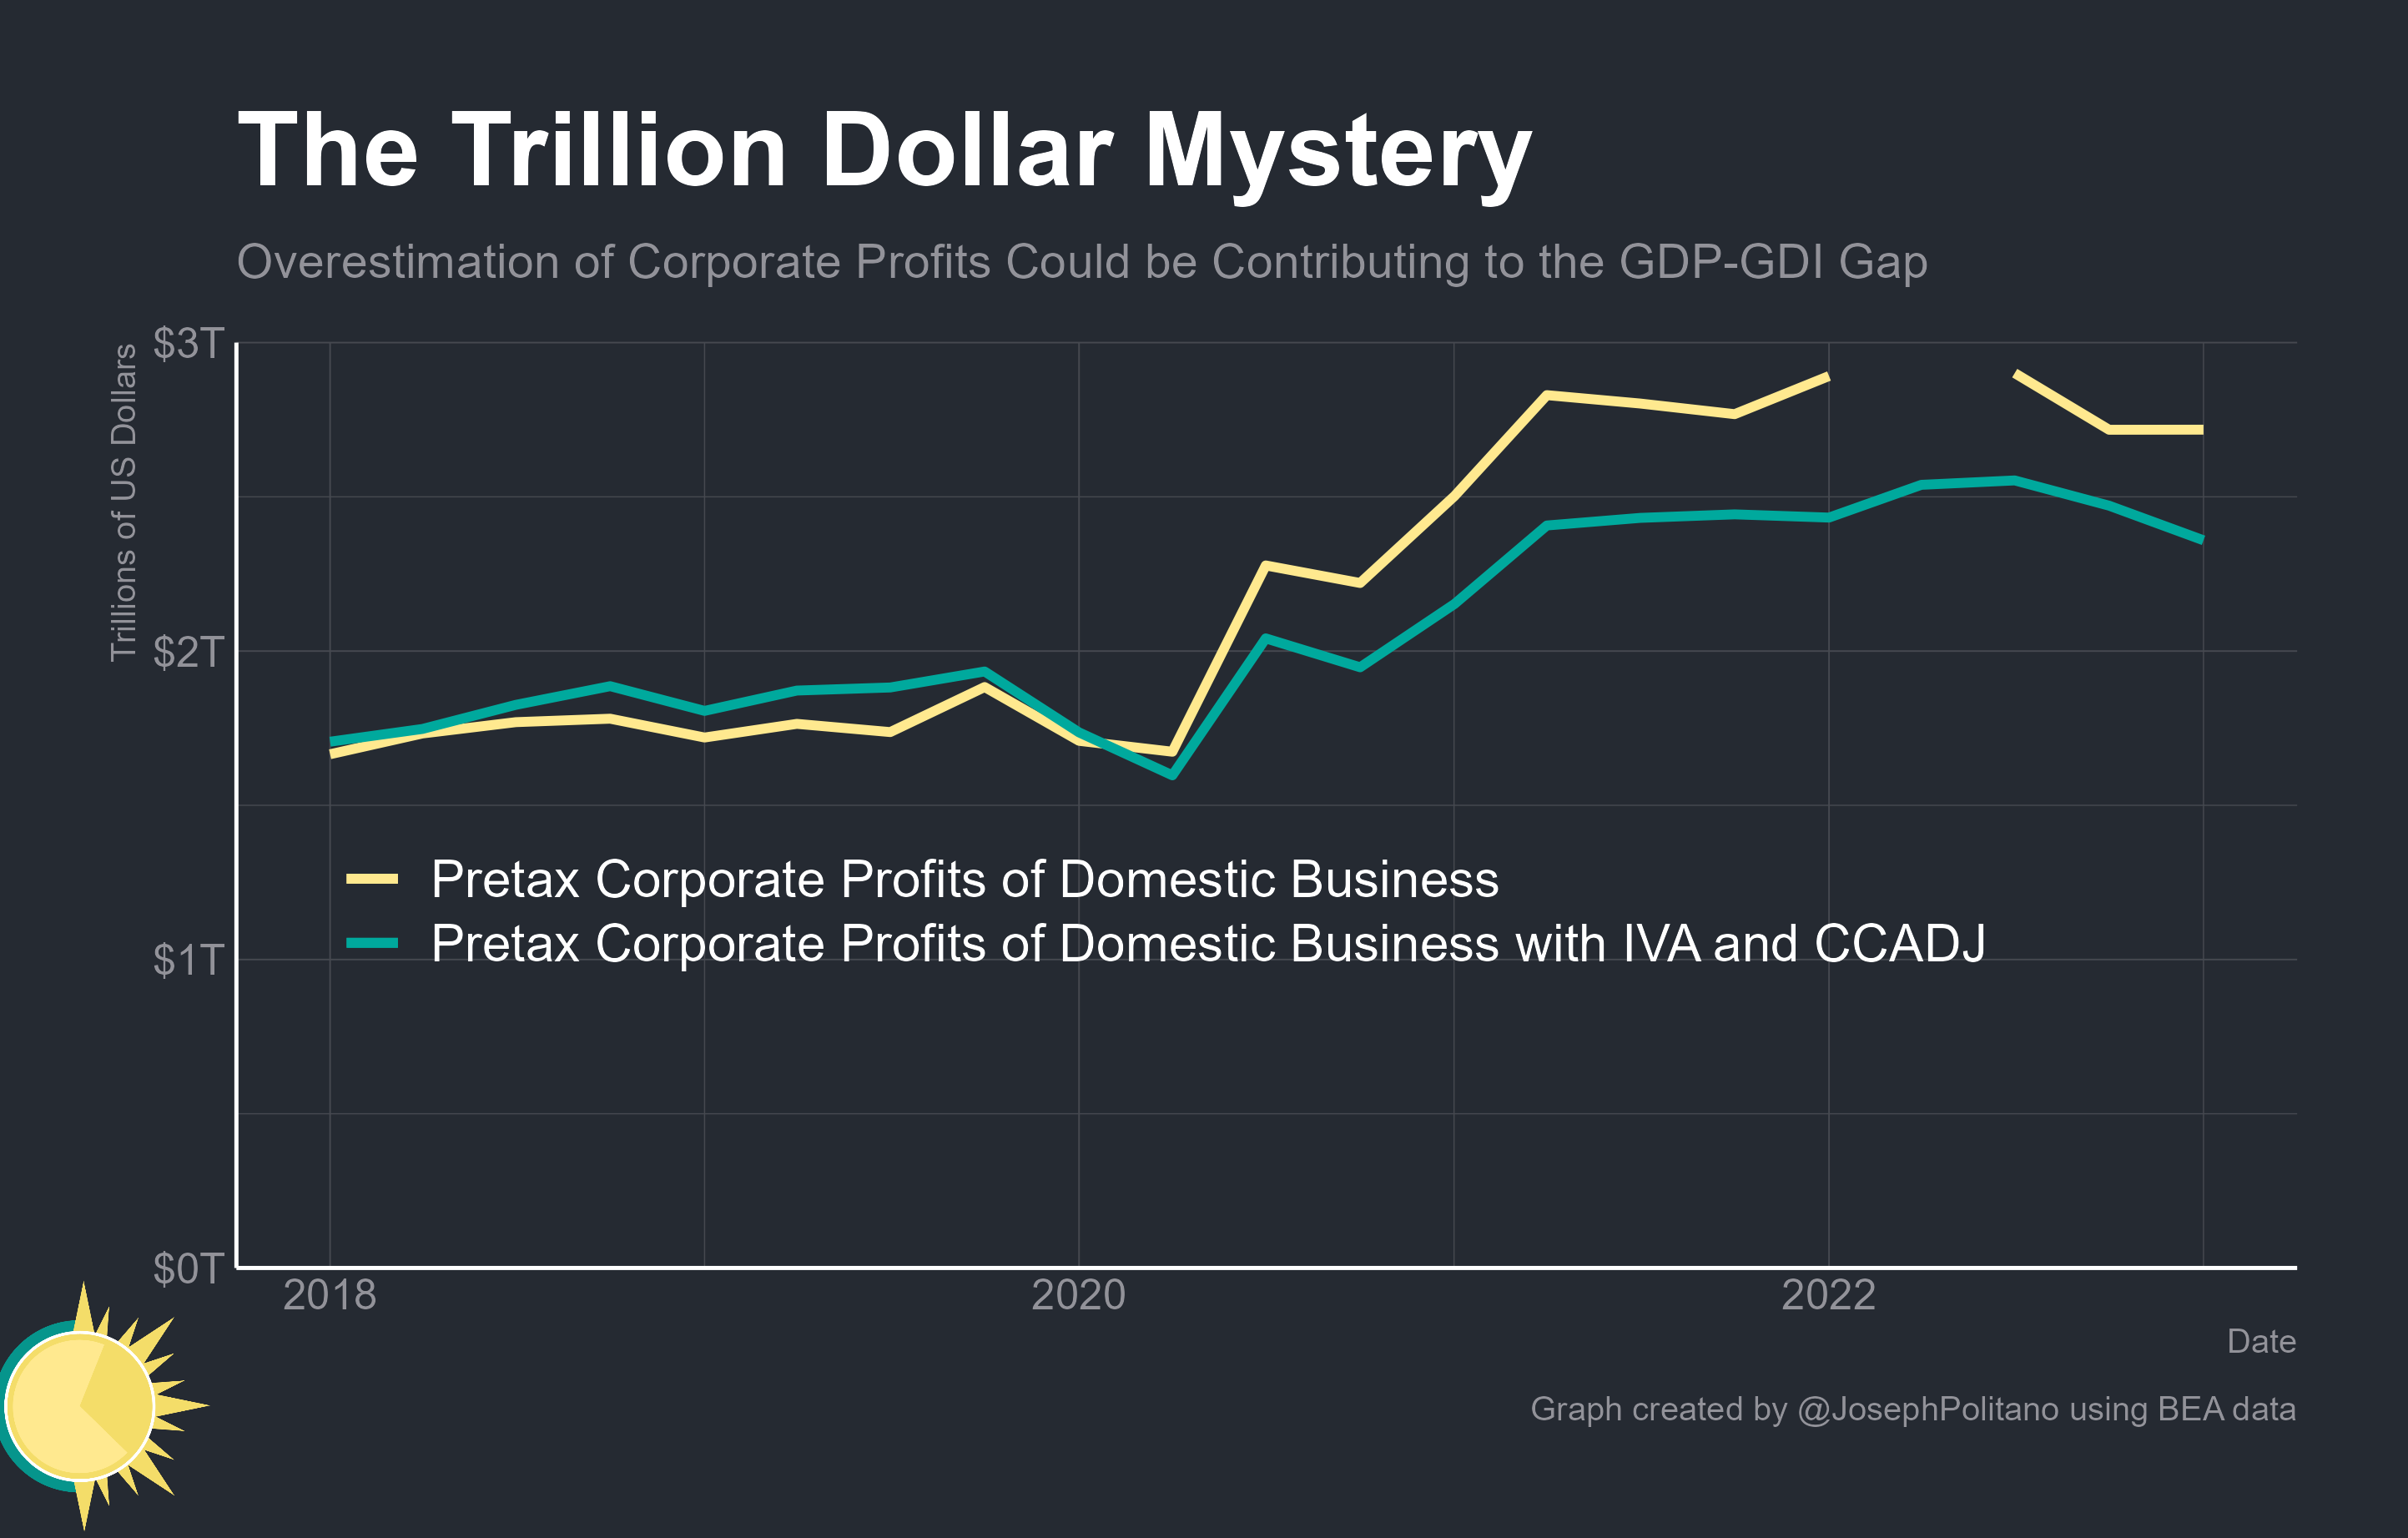 The Trillion Dollar Mystery
Overestimation of Corporate Profits Could be Contributing to the GDP-GDI Gap
Trillions of US Dollars
$3T
$2T
$1T
$0T
Pretax Corporate Profits of Domestic Business
Pretax Corporate Profits of Domestic Business with IVA and CCADJ
2018
2020
2022
Date
Graph created by @JosephPolitano using BEA data